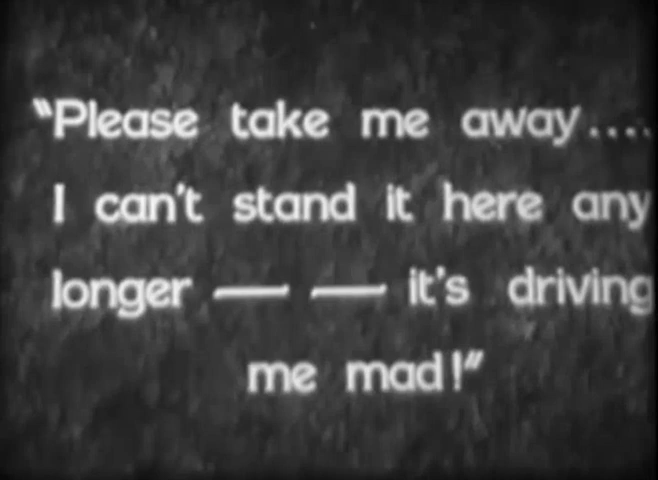 "Please take me away....
I can't stand it here any
longer — — it's driving
me mad!"